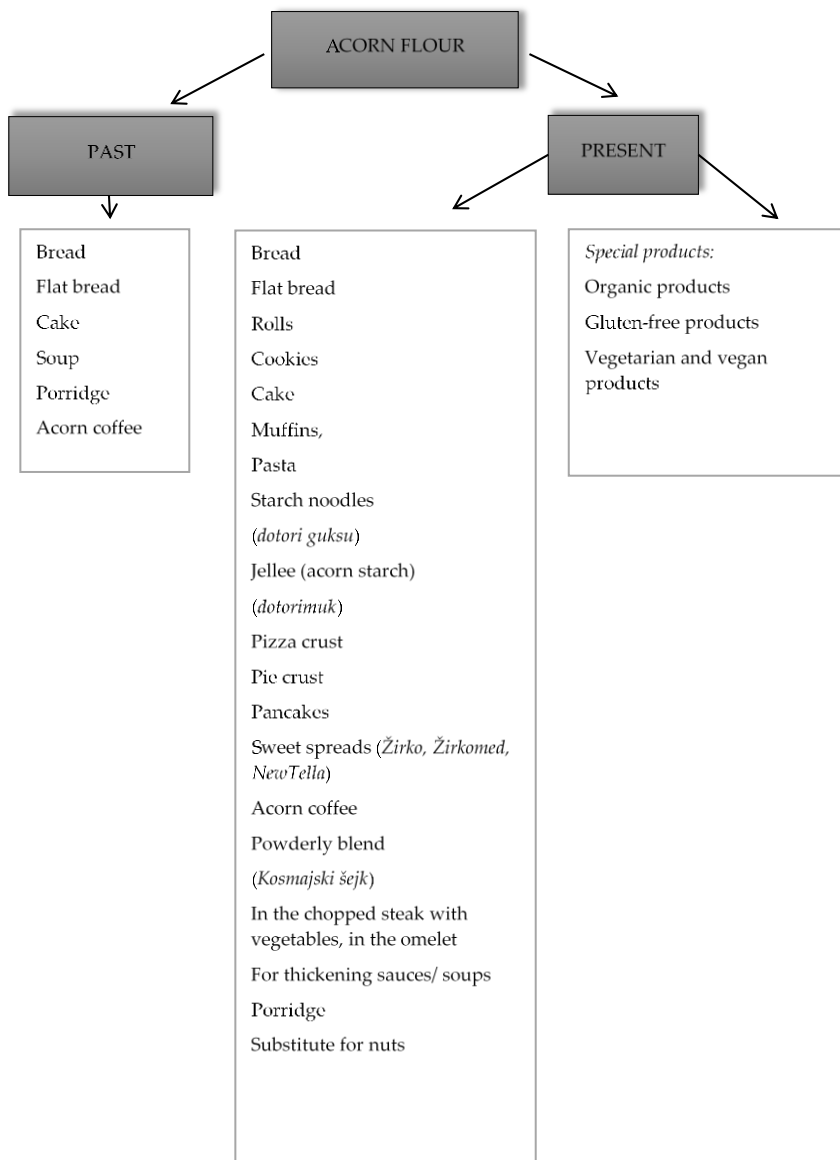 ACORN FLOUR
PAST
PRESENT
Bread
Flat bread
Cake
Soup
Porridge
Acorn coffee
Bread
Flat bread
Rolls
Cookies
Cake
Muffins,
Pasta
Starch noodles
(dotori guksu)
Jellee (acorn starch)
(dotorimuk)
Pizza crust
Pie crust
Pancakes
Sweet spreads (Žirko, Žirkomed,
NewTella)
Acorn coffee
Powderly blend
(Kosmajski šejk)
In the chopped steak with
vegetables, in the omelet
For thickening sauces/ soups
Porridge
Substitute for nuts
Special products:
Organic products
Gluten-free products
Vegetarian and vegan
products